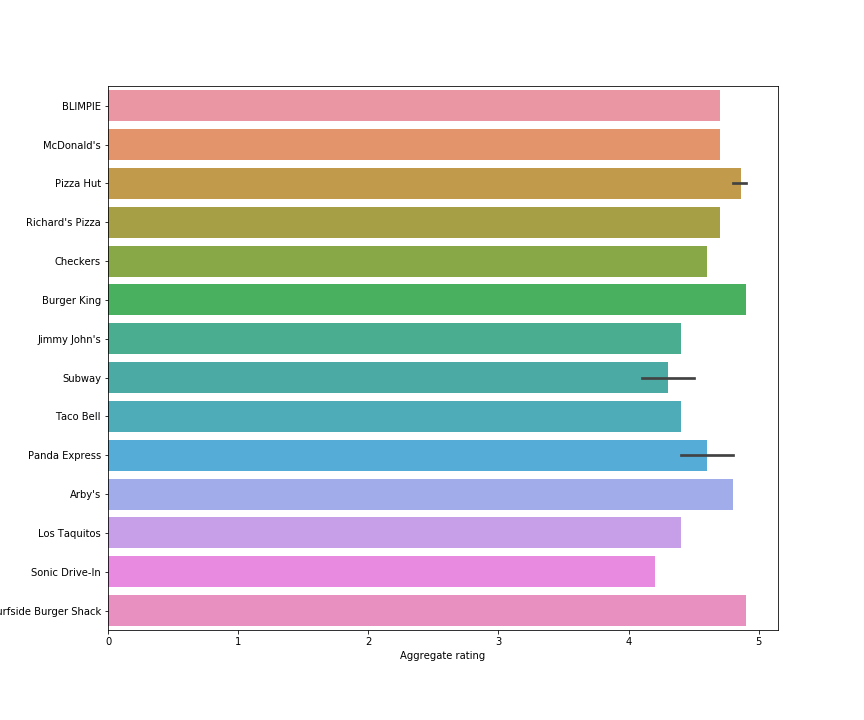 BLIMPIE
McDonald's
Pizza Hut
Richard's Pizza
Checkers
Burger King
Jimmy John's
Subway
Taco Bell
Panda Express
Arby's
Los Taquitos
Sonic Drive-In
urfside Burger Shack
0 1 2 3 4 5
Aggregate rating